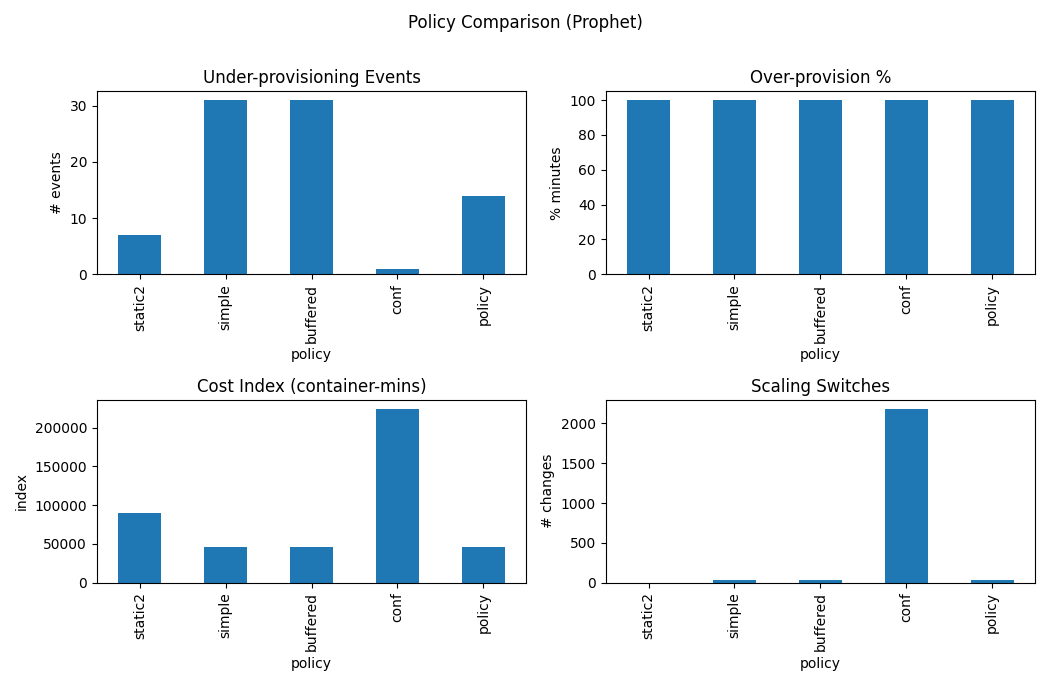 Policy Comparison (Prophet)
Under-provisioning Events
# events
30
20
10
0
static2
simple
buffered
conf
policy
policy
Over-provision %
% minutes
100
80
60
40
20
0
static2
simple
buffered
conf
policy
policy
Cost Index (container-mins)
index
200000
150000
100000
50000
0
static2
simple
buffered
conf
policy
policy
Scaling Switches
# changes
2000
1500
1000
500
0
static2
simple
buffered
conf
policy
policy